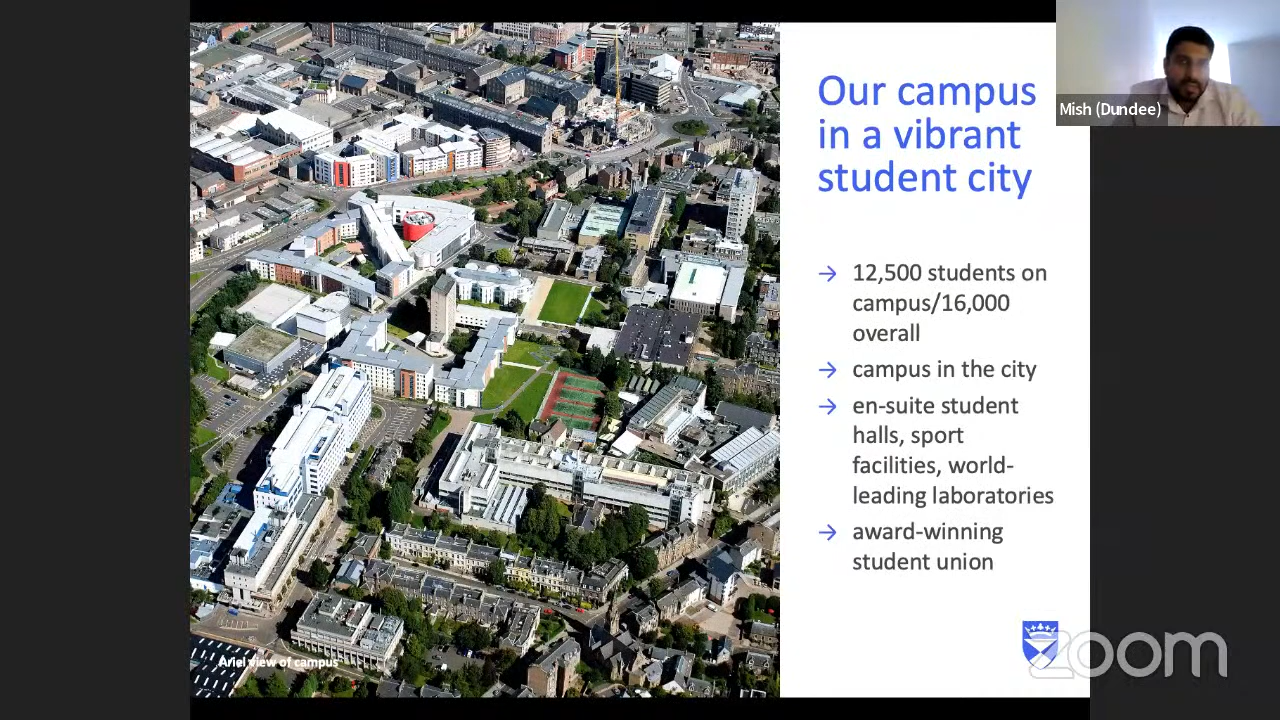 Our campus
in a vibrant
student city
Mish (Dundee)
→ 12,500 students on
campus/16,000
overall
→ campus in the city
→ en-suite student
halls, sport
facilities, world-
leading laboratories
→ award-winning
student union
Ariel view of campus
zoom